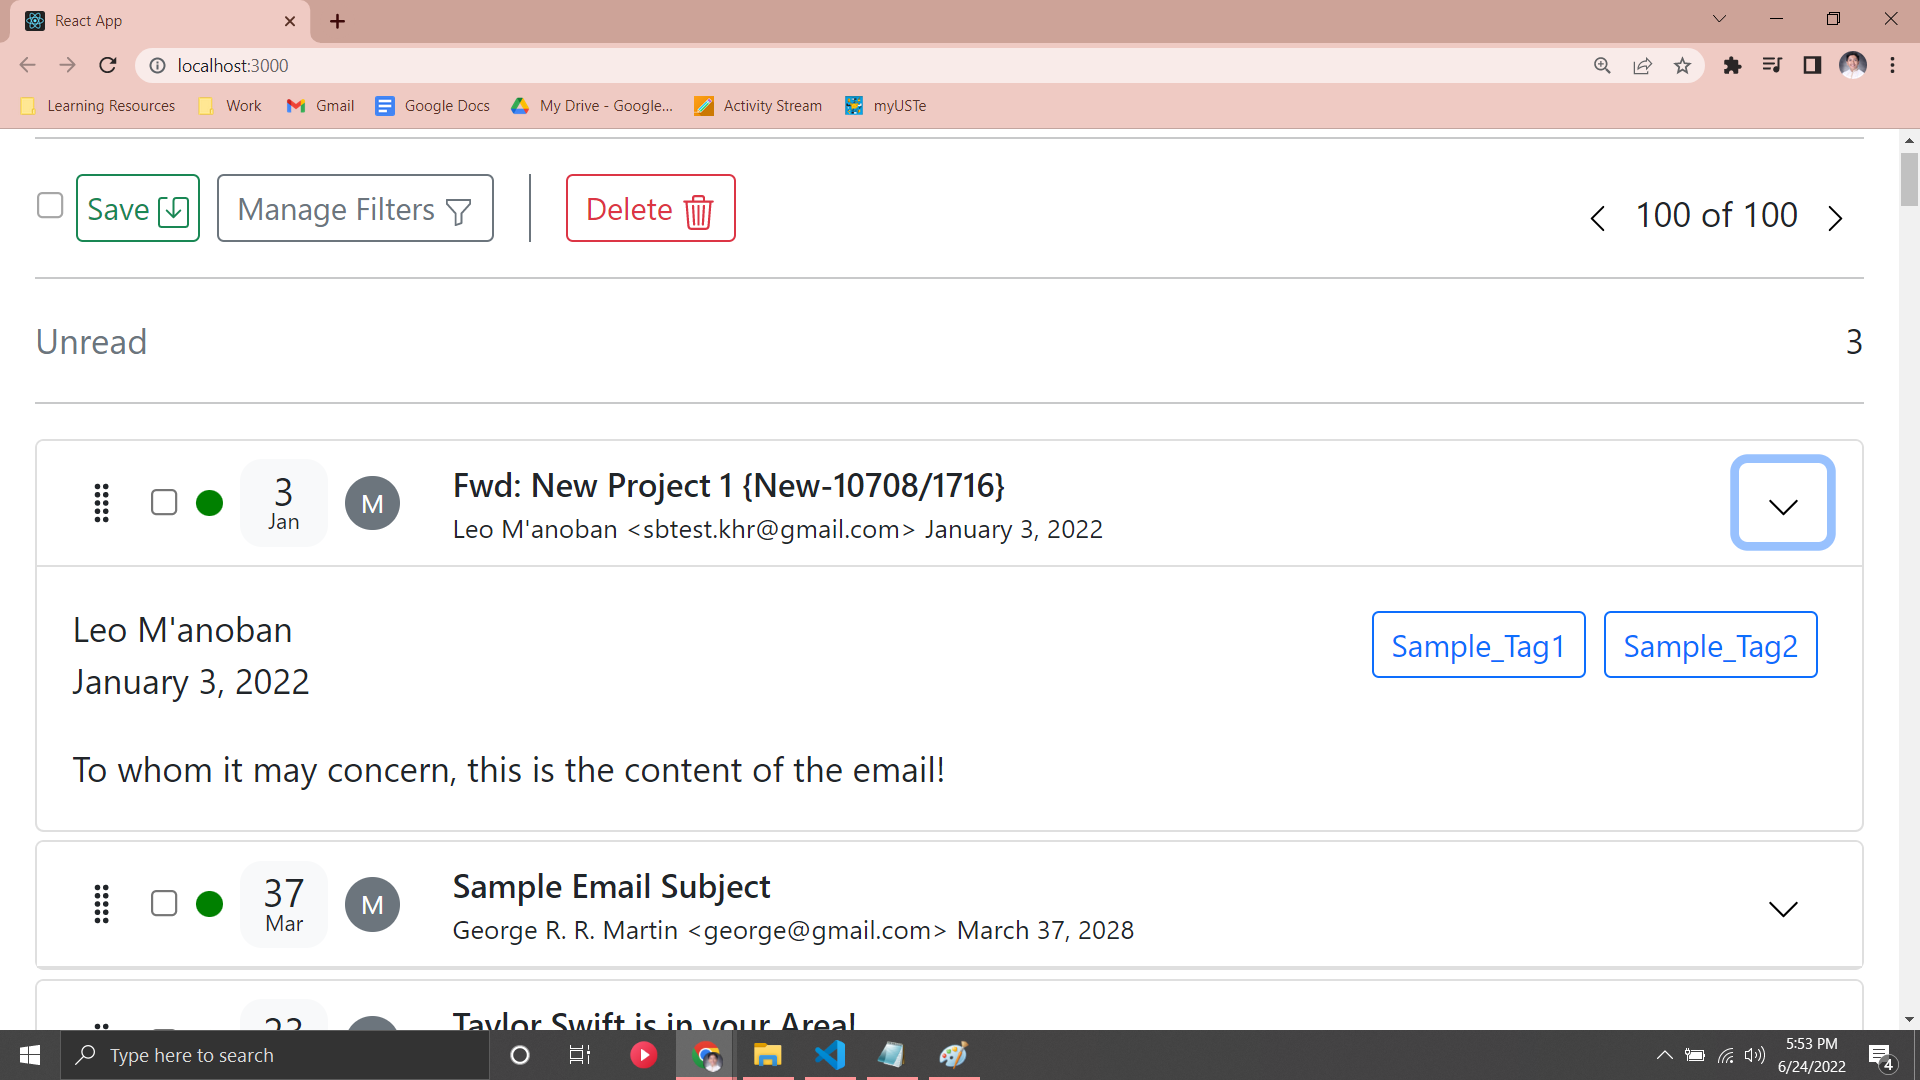 React App
localhost:3000
Learning Resources
Work
Gmail
Google Docs
My Drive - Google...
Activity Stream
myUSTe
Save
Manage Filters
Delete
100 of 100
Unread
3
3
Jan
M
Fwd: New Project 1 {New-10708/1716}
Leo M'anoban <sbtest.khr@gmail.com> January 3, 2022
Leo M'anoban
January 3, 2022
Sample_Tag1
Sample_Tag2
To whom it may concern, this is the content of the email!
37
Mar
M
Sample Email Subject
George R. R. Martin <george@gmail.com> March 37, 2028
23
Taylor Swift is in your Area!
Type here to search
5:53 PM
6/24/2022
4